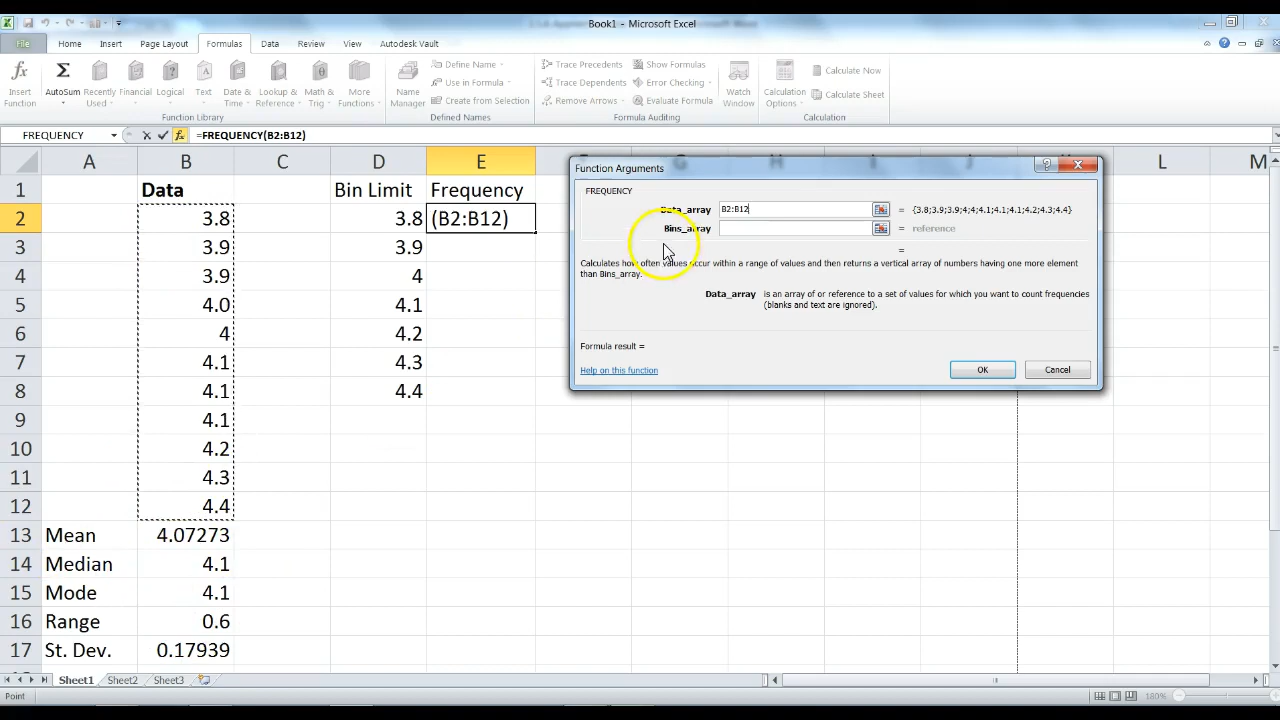 Book1 - Microsoft Excel
File Home Insert Page Layout Formulas Data Review View Autodesk Vault
Insert Function
AutoSum
Recently Used
Financial
Logical
Text
Date & Time
Lookup & Reference
Math & Trig
More Functions
Function Library
Name Manager
Define Name
Use in Formula
Create from Selection
Defined Names
Trace Precedents
Trace Dependents
Remove Arrows
Show Formulas
Error Checking
Evaluate Formula
Formula Auditing
Watch Window
Calculation Options
Calculate Now
Calculate Sheet
Calculation
FREQUENCY =FREQUENCY(B2:B12)
A B C D E G H I J L M
1 Data Bin Limit Frequency
2 3.8 3.8 (B2:B12)
3 3.9 3.9
4 3.9 4
5 4.0 4.1
6 4 4.2
7 4.1 4.3
8 4.1 4.4
9 4.1
10 4.2
11 4.3
12 4.4
13 Mean 4.07273
14 Median 4.1
15 Mode 4.1
16 Range 0.6
17 St. Dev. 0.17939
Function Arguments
FREQUENCY
Data_array B2:B12 = {3.8;3.9;3.9;4;4;4.1;4.1;4.1;4.2;4.3;4.4}
Bins_array = reference
=
Calculates how often values occur within a range of values and then returns a vertical array of numbers having one more element
than Bins_array.
Data_array is an array of or reference to a set of values for which you want to count frequencies
(blanks and text are ignored).
Formula result =
Help on this function
OK Cancel
Sheet1 Sheet2 Sheet3
Point 180%